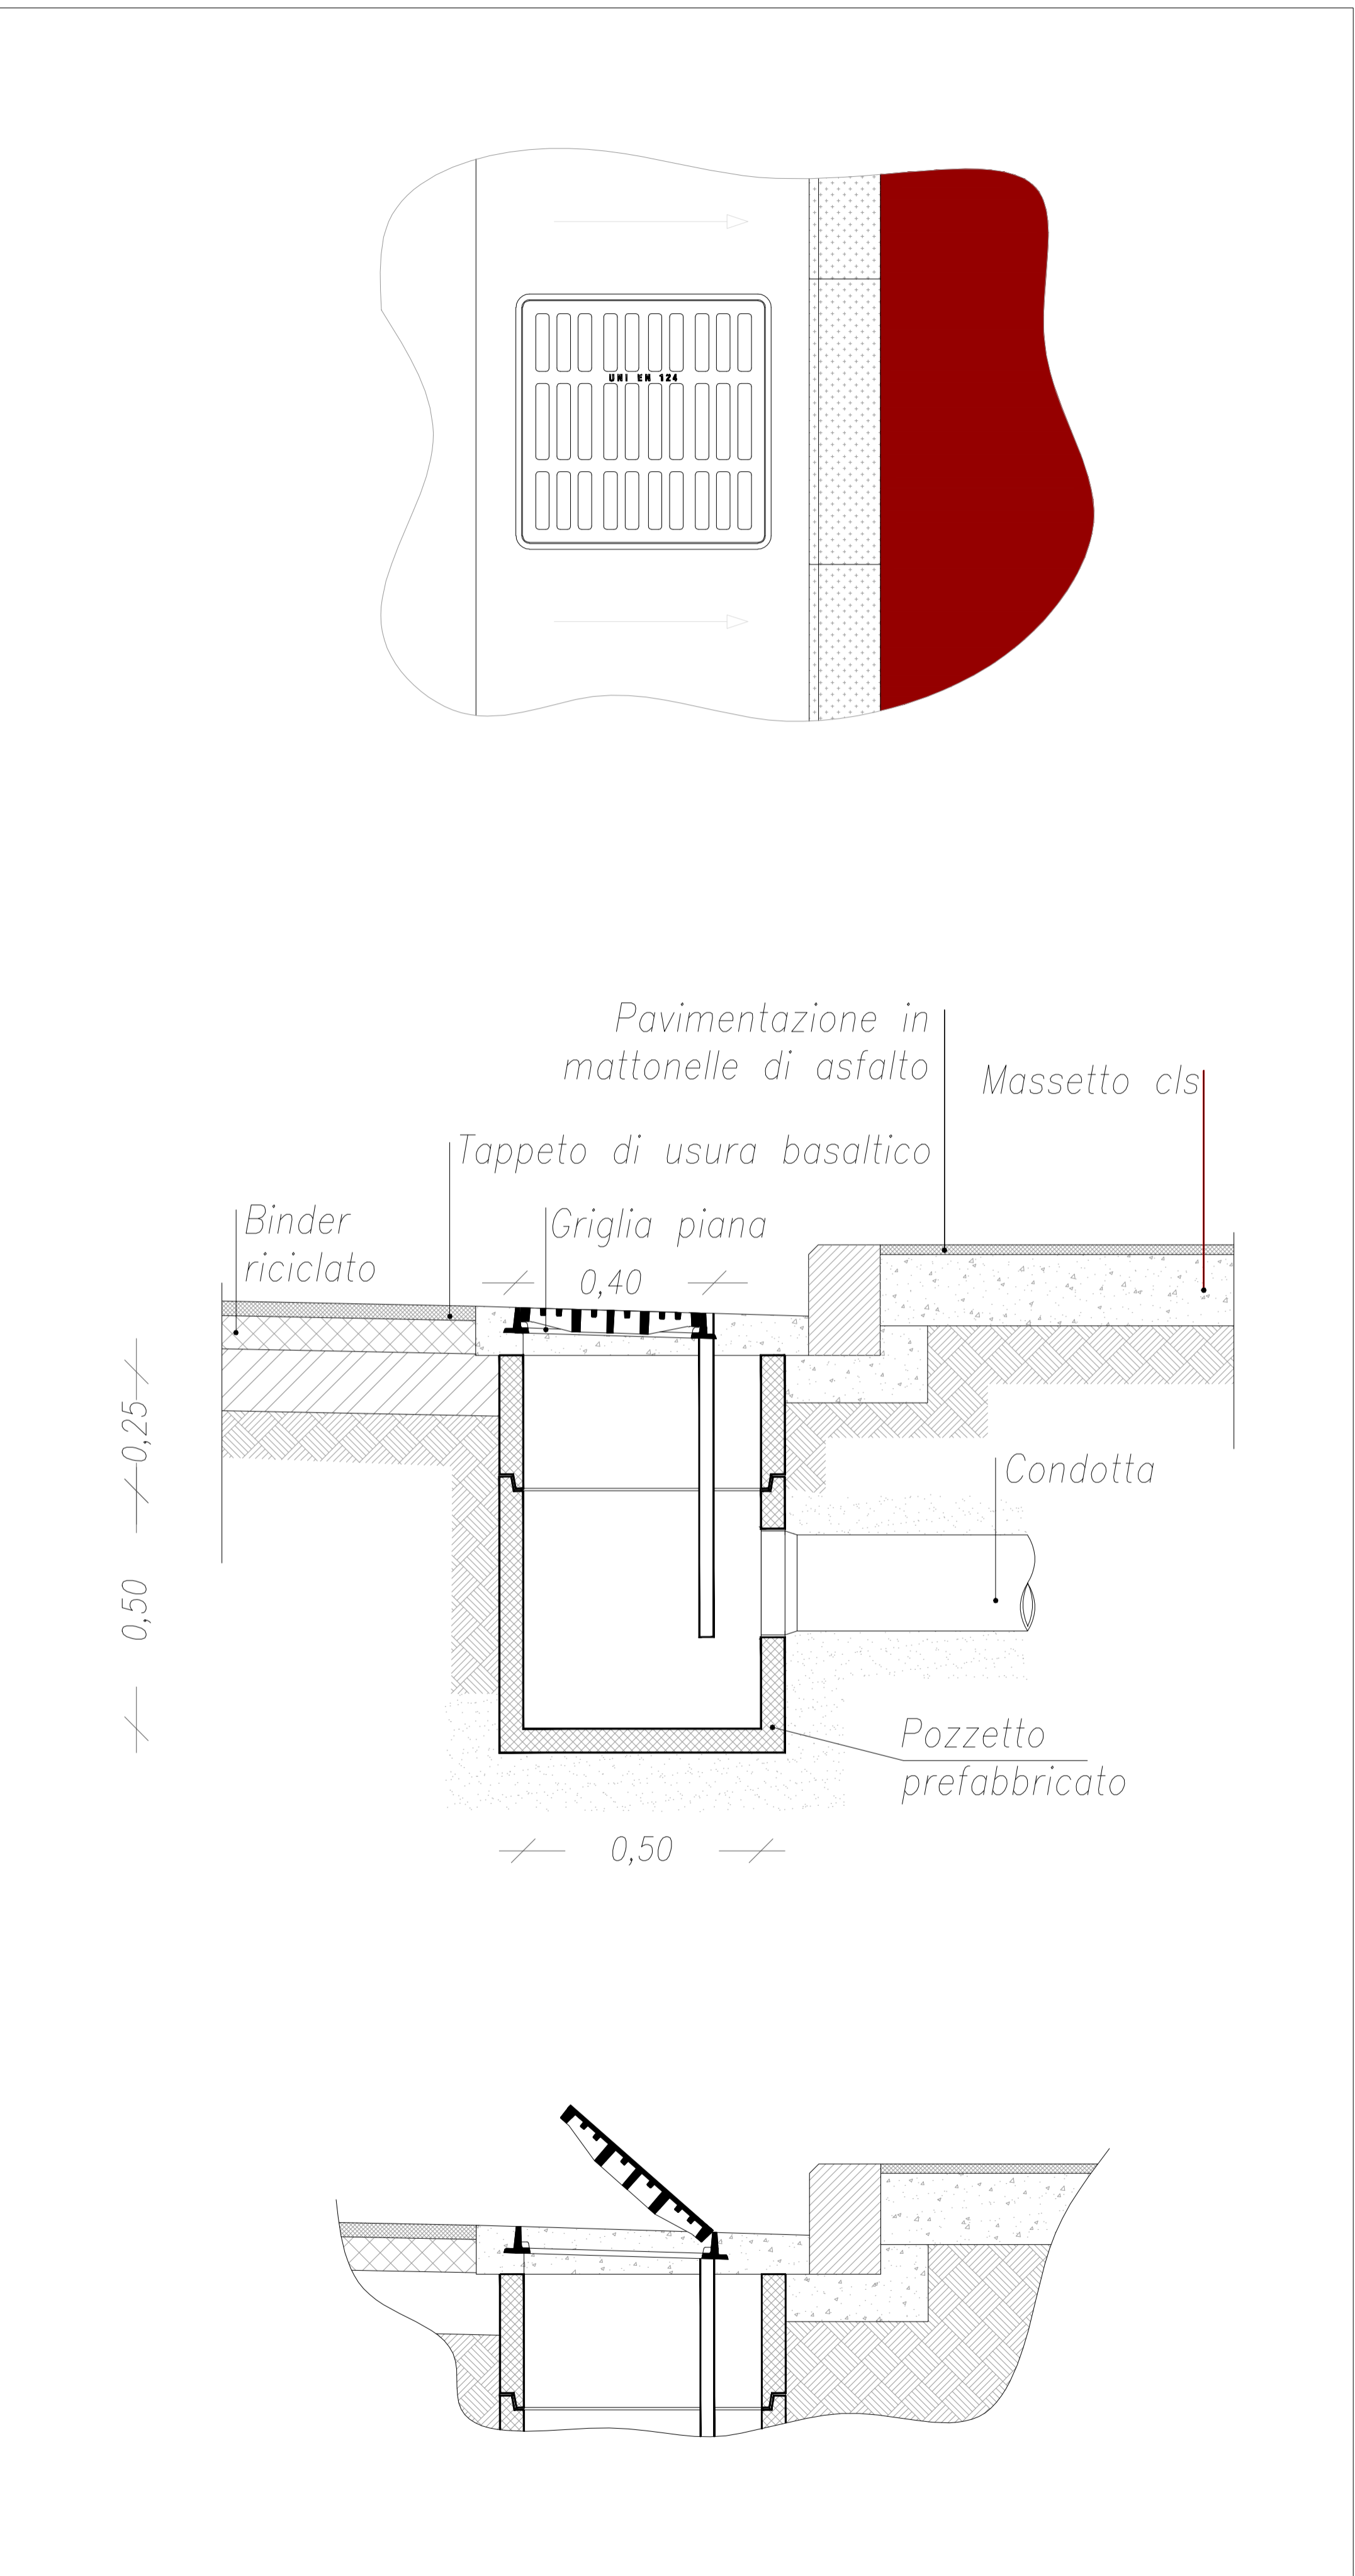 UNI EN 124
Pavimentazione in
mattonelle di asfalto
Massetto cls
Tappeto di usura basaltico
Binder
riciclato
Griglia piana
0,40
0,25
Condotta
0,50
Pozzetto
prefabbricato
0,50